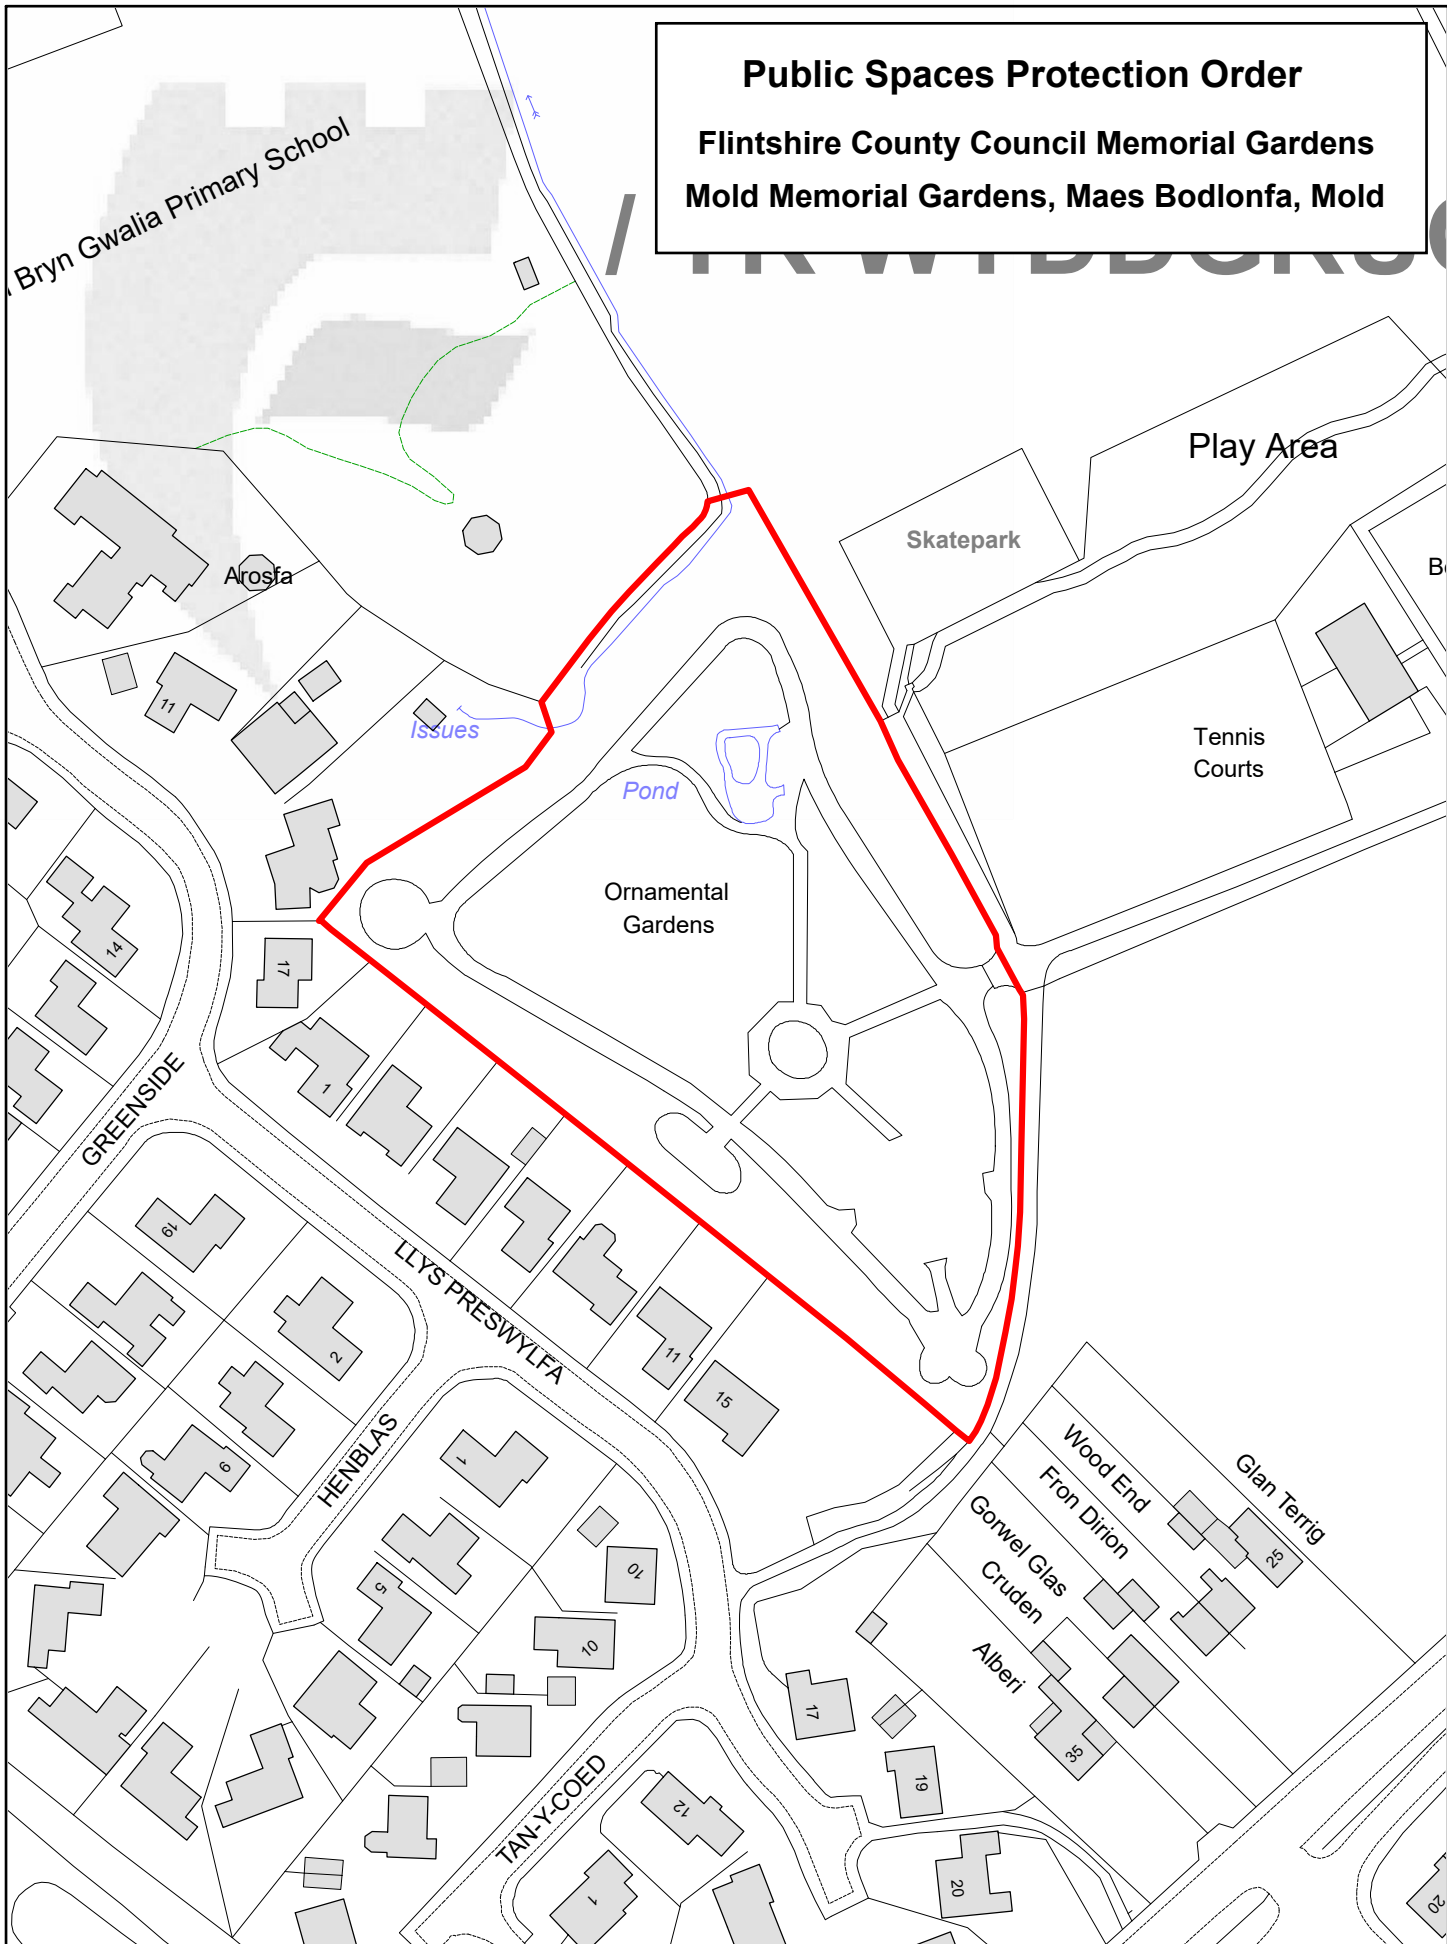 Public Spaces Protection Order
Flintshire County Council Memorial Gardens
Mold Memorial Gardens, Maes Bodlonfa, Mold
/
Bryn Gwalia Primary School
Play Area
Skatepark
Arosfa
11
Issues
Pond
Tennis
Courts
Ornamental
Gardens
14
17
GREENSIDE
1
19
LLYS PRESWYLFA
2
11
15
HENBLAS
9
1
5
10
10
Wood End
Fron Dirion
Glan Terrig
Gorwel Glas
Cruden
Alberi
25
35
17
19
TAN-Y-COED
12
1
20
20